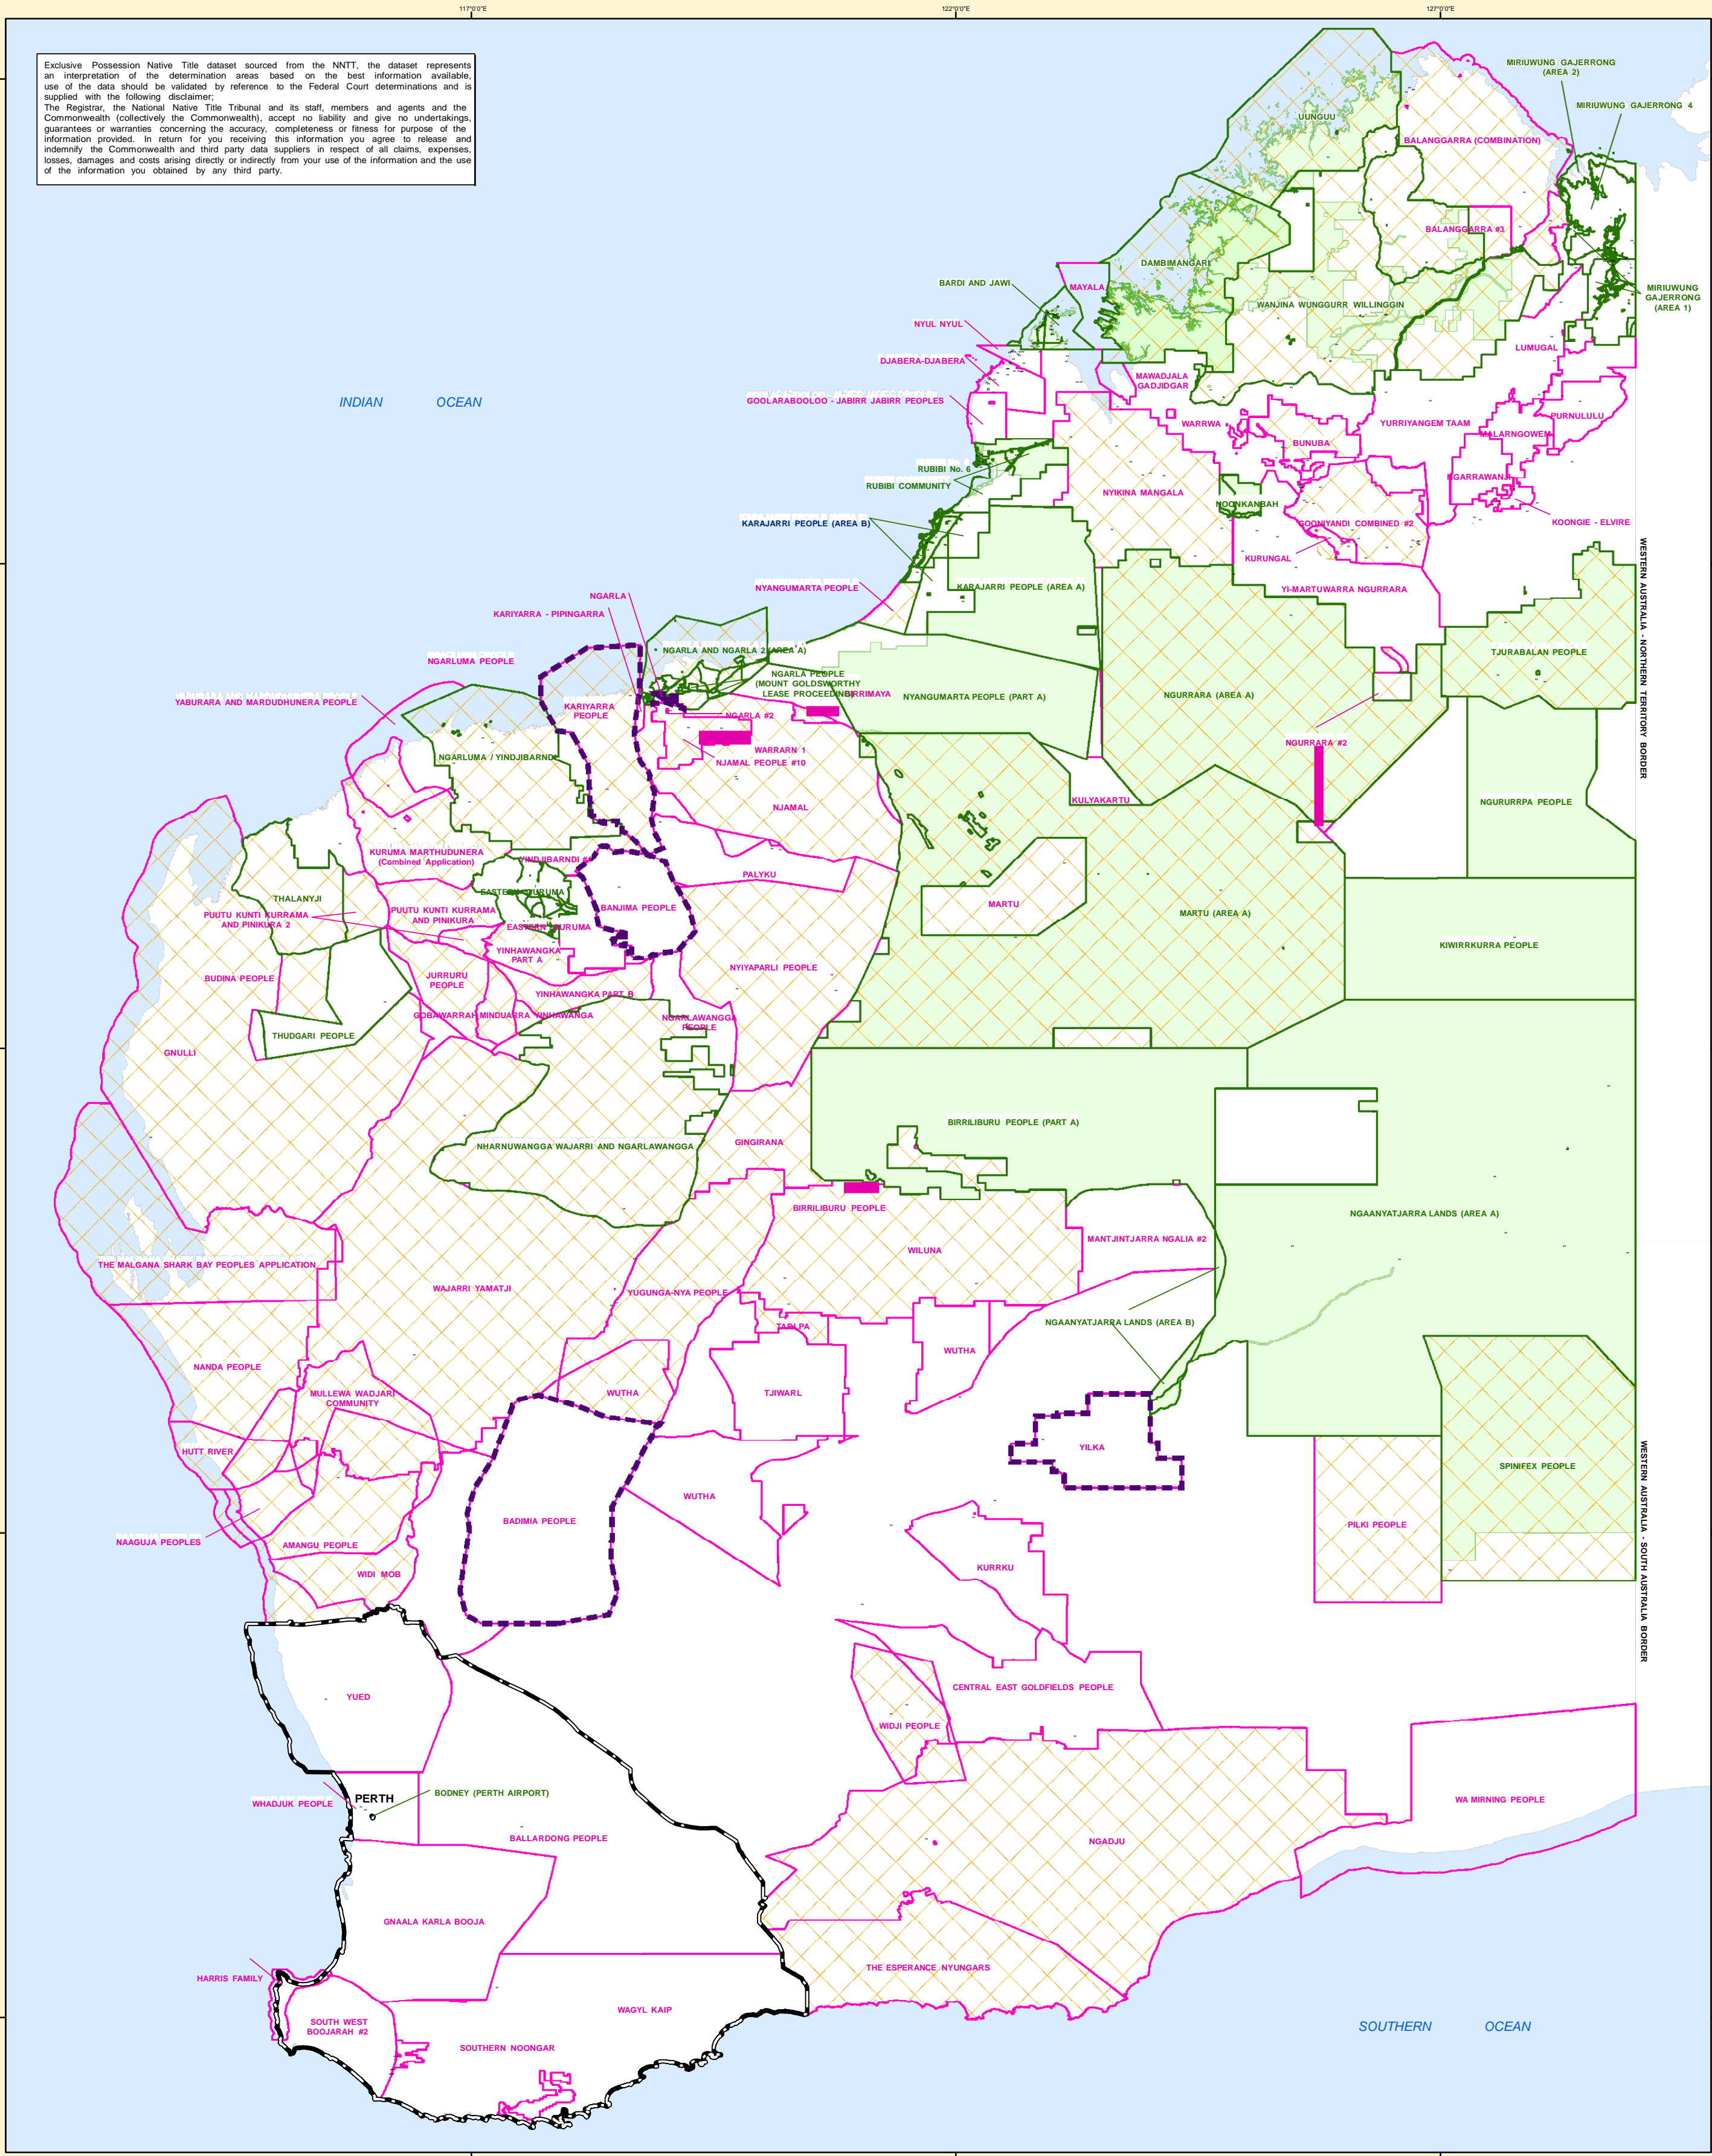 117°0'0"E
122°0'0"E
127°0'0"E
Exclusive Possession Native Title dataset sourced from the NNTT, the dataset represents
an interpretation of the determination areas based on the best information available,
use of the data should be validated by reference to the Federal Court determinations and is
supplied with the following disclaimer;
The Registrar, the National Native Title Tribunal and its staff, members and agents and the
Commonwealth (collectively the Commonwealth), accept no liability and give no undertakings,
guarantees or warranties concerning the accuracy, completeness or fitness for purpose of the
information provided. In return for you receiving this information you agree to release and
indemnify the Commonwealth and third party data suppliers in respect of all claims, expenses,
losses, damages and costs arising directly or indirectly from your use of the information and the use
of the information you obtained by any third party.
MIRIUWUNG GAJERRONG
(AREA 2)
MIRIUWUNG GAJERRONG 4
UUNGUU
BALANGGARRA (COMBINATION)
BALANGGARRA #3
DAMBIMANGARI
BARDI AND JAWI
MAYALA
MIRIUWUNG
GAJERRONG
(AREA 1)
WANJINA WUNGGURR WILLINGGIN
NYUL NYUL
LUMUGAL
DJABERA-DJABERA
MAWADJALA
GADJIDGAR
GOOLARABOOLOO - JABIRR JABIRR PEOPLES
INDIAN OCEAN
PURNULULU
WARRWA
YURRIYANGEM TAAM
MALARNGOWEM
BUNUBA
RUBIBI No. 6
NGARRAWANJI
RUBIBI COMMUNITY
NYIKINA MANGALA
NOONKANBAH
KARAJARRI PEOPLE (AREA B)
GOONIYANDI COMBINED #2
KOONGIE - ELVIRE
KURUNGAL
WESTERN AUSTRALIA - NORTHERN TERRITORY BORDER
NYANGUMARTA PEOPLE
KARAJARRI PEOPLE (AREA A)
YI-MARTUWARRA NGURRARA
NGARLA
KARIYARRA - PIPINGARRA
NGARLA AND NGARLA 2 (AREA A)
TJURABALAN PEOPLE
NGARLUMA PEOPLE
NGARLA PEOPLE
(MOUNT GOLDSWORTHY
LEASE PROCEEDING)
BIRRIMAYA
NYANGUMARTA PEOPLE (PART A)
NGURRARA (AREA A)
YABURARA AND MARDUDHUNERA PEOPLE
KARIYARRA
PEOPLE
NGARLA #2
NGURRARA #2
WARRARN 1
NGARLUMA / YINDJIBARNDI
NJAMAL PEOPLE #10
KULYAKARTU
NGURURRPA PEOPLE
NJAMAL
KURUMA MARTHUDUNERA
(Combined Application)
YINDJIBARNDI #1
PALYKU
EASTERN GURUMA
THALANYJI
MARTU
BANJIMA PEOPLE
PUUTU KUNTI KURRAMA
AND PINIKURA 2
PUUTU KUNTI KURRAMA
AND PINIKURA
MARTU (AREA A)
EASTERN GURUMA
KIWIRRKURRA PEOPLE
YINHAWANGKA
PART A
NYIYAPARLI PEOPLE
BUDINA PEOPLE
JURRURU
PEOPLE
YINHAWANGKA PART B
GOBAWARRAH MINDUARRA YINHAWANGA
NGARLAWANGGA
PEOPLE
THUDGARI PEOPLE
GNULLI
BIRRILIBURU PEOPLE (PART A)
GINGIRANA
NHARNUWANGGA WAJARRI AND NGARLAWANGGA
BIRRILIBURU PEOPLE
NGAANYATJARRA LANDS (AREA A)
MANTJINTJARRA NGALIA #2
WILUNA
THE MALGANA SHARK BAY PEOPLES APPLICATION
WAJARRI YAMATJI
YUGUNGA-NYA PEOPLE
NGAANYATJARRA LANDS (AREA B)
TARLPA
WUTHA
NANDA PEOPLE
MULLEWA WADJARI
COMMUNITY
WUTHA
TJIWARL
YILKA
HUTT RIVER
SPINIFEX PEOPLE
WUTHA
BADIMIA PEOPLE
PILKI PEOPLE
WESTERN AUSTRALIA - SOUTH AUSTRALIA BORDER
NAAGUJA PEOPLES
AMANGU PEOPLE
WIDI MOB
KURRKU
CENTRAL EAST GOLDFIELDS PEOPLE
YUED
WIDJI PEOPLE
BODNEY (PERTH AIRPORT)
WHADJUK PEOPLE
PERTH
WA MIRNING PEOPLE
BALLARDONG PEOPLE
NGADJU
GNAALA KARLA BOOJA
THE ESPERANCE NYUNGARS
HARRIS FAMILY
WAGYL KAIP
SOUTH WEST
BOOJARAH #2
SOUTHERN OCEAN
SOUTHERN NOONGAR